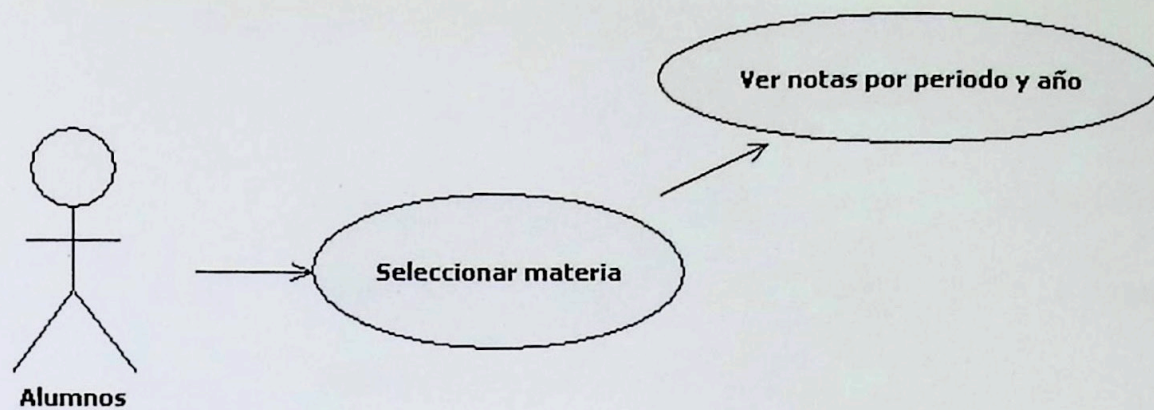 Ver notas por periodo y año
Seleccionar materia
Alumnos